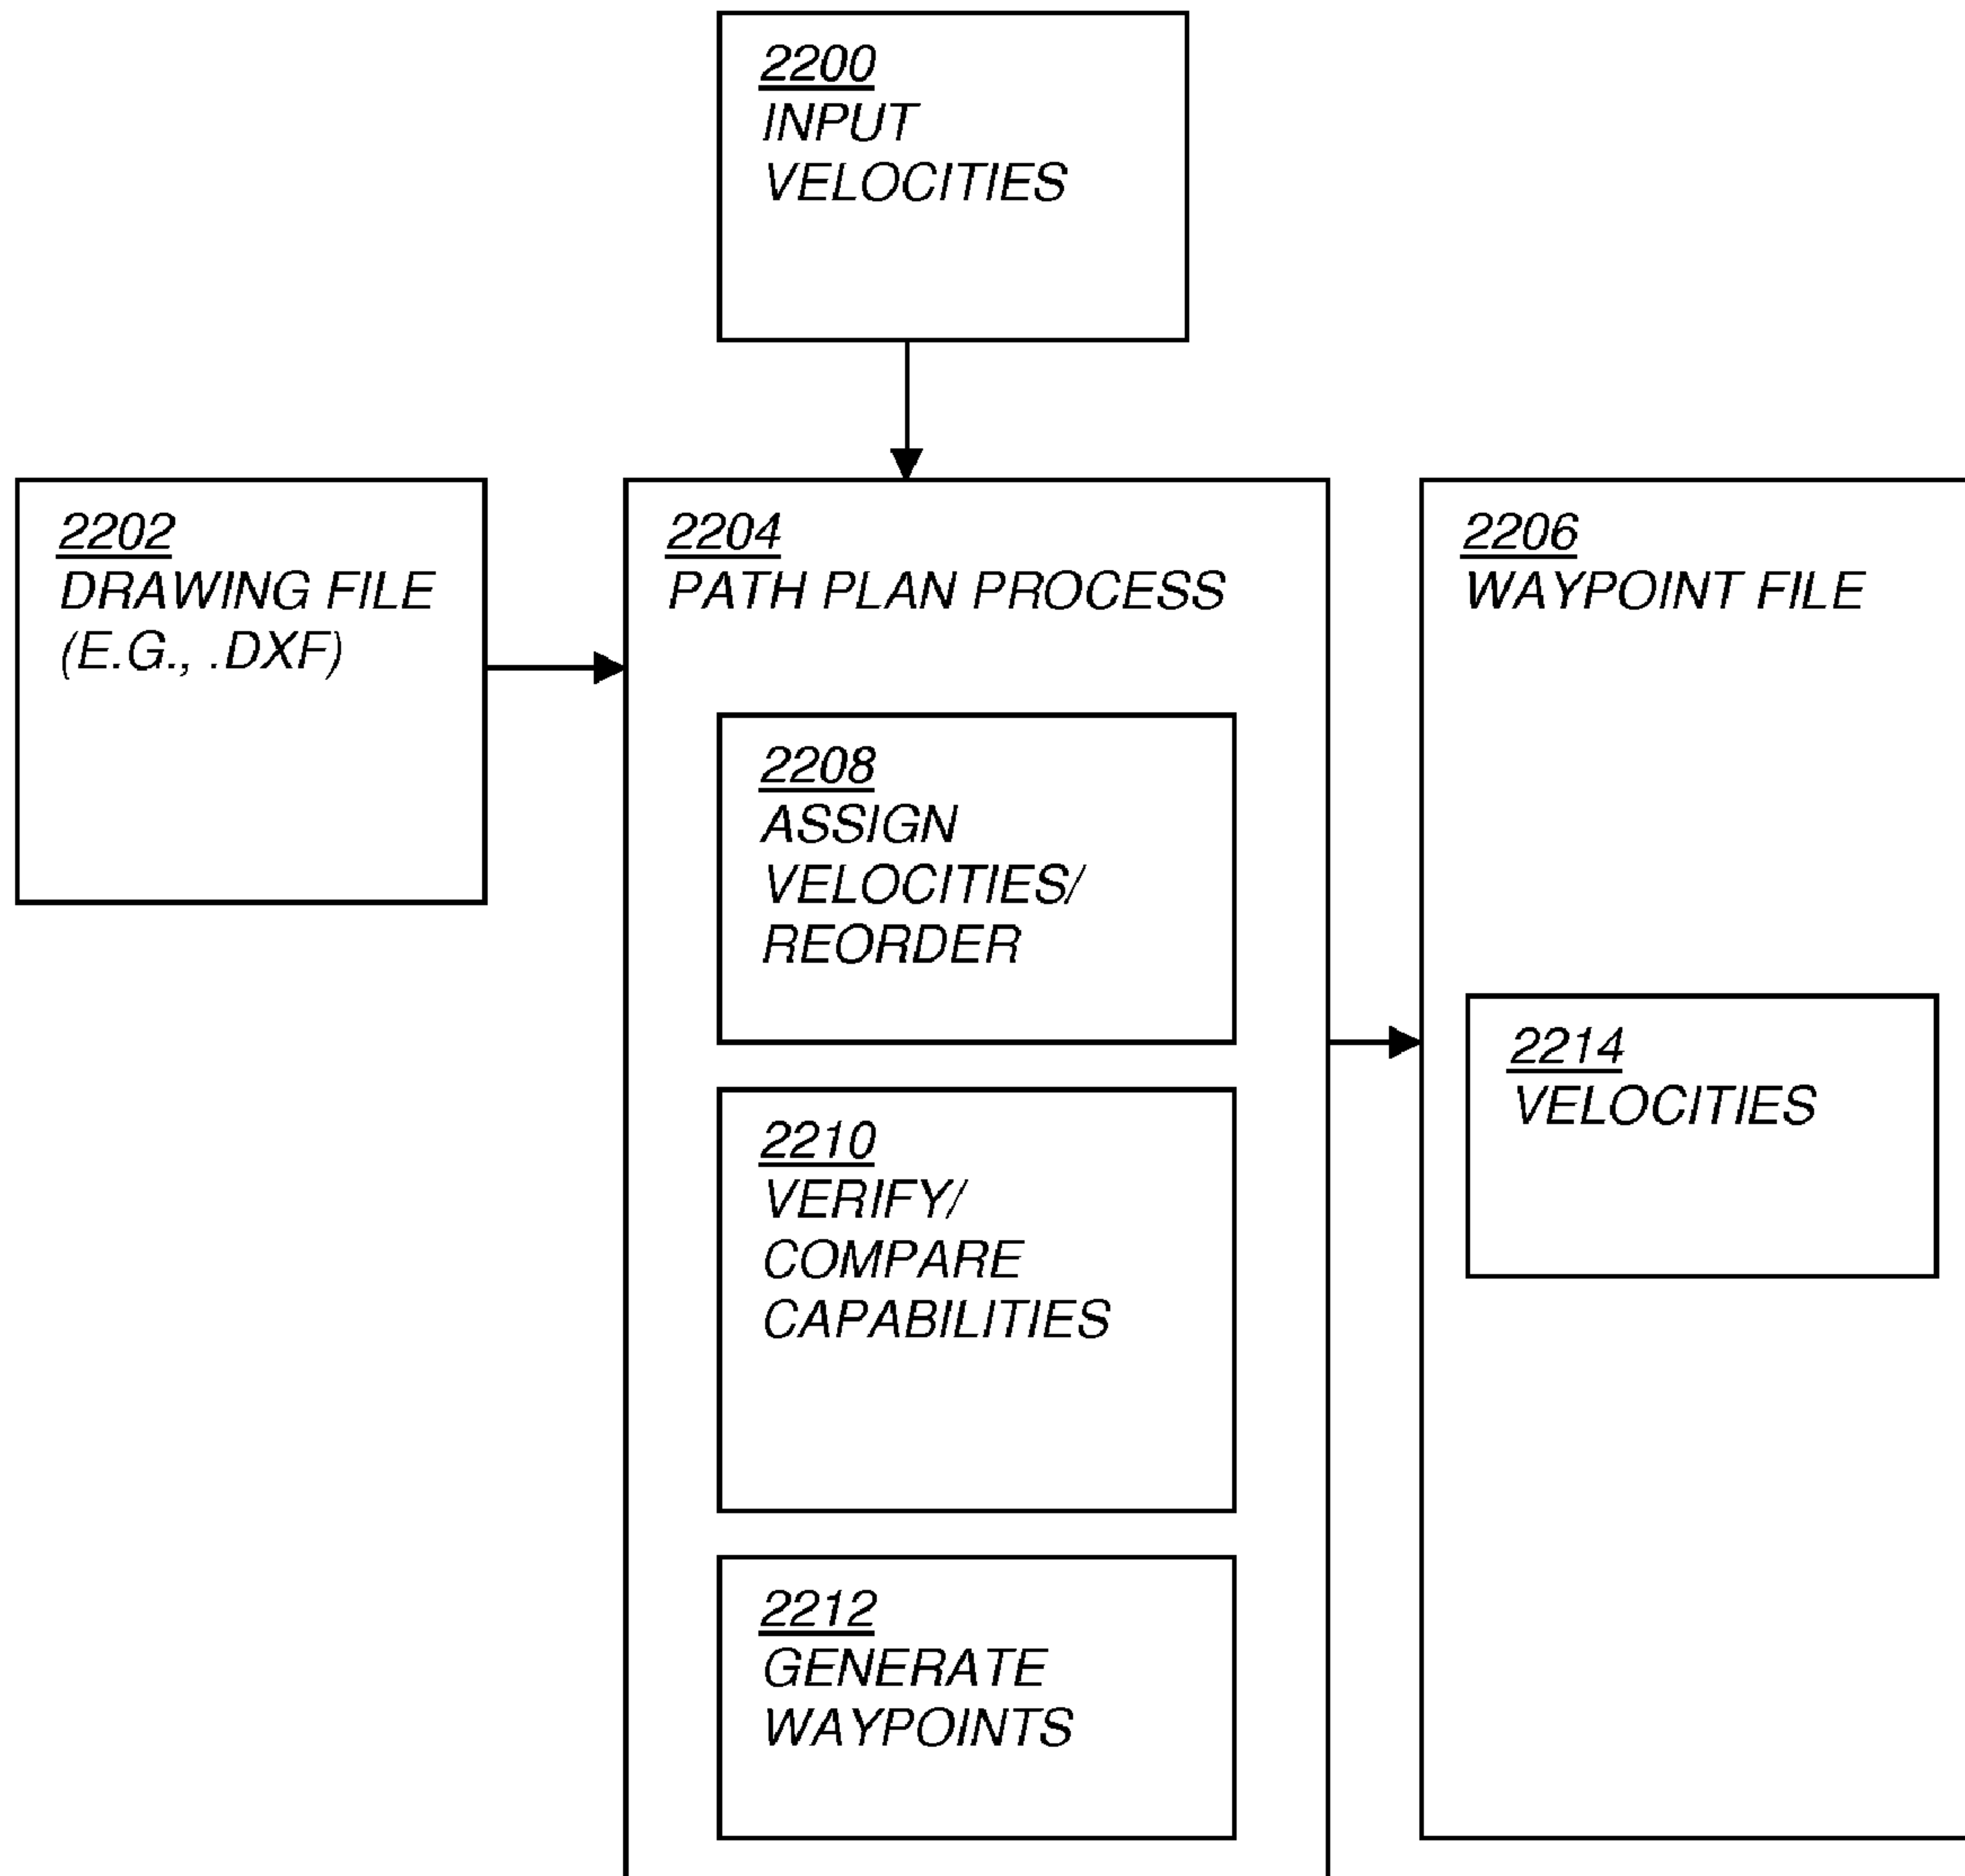 2200
INPUT
VELOCITIES
2202
DRAWING FILE
(E.G., .DXF)
2204
PATH PLAN PROCESS
2208
ASSIGN
VELOCITIES/
REORDER
2210
VERIFY/
COMPARE
CAPABILITIES
2212
GENERATE
WAYPOINTS
2206
WAYPOINT FILE
2214
VELOCITIES